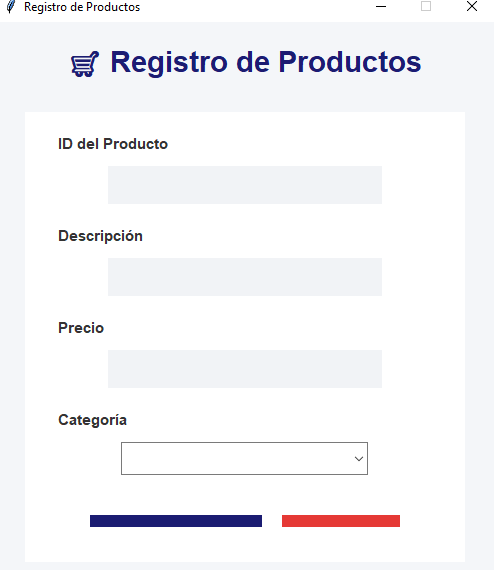 Registro de Productos
Registro de Productos
ID del Producto
Descripción
Precio
Categoría